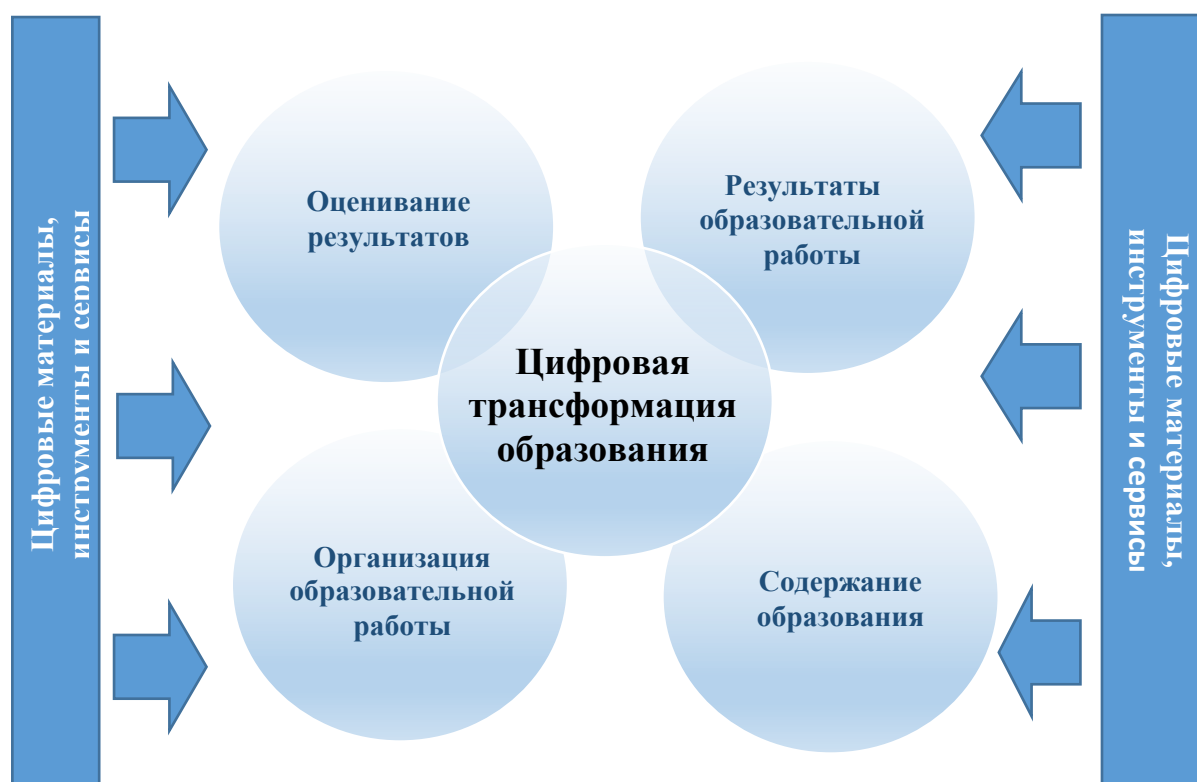 Цифровые материалы,
инструменты и сервисы
Оценивание
результатов
Результаты
образовательной
работы
Цифровая
трансформация
образования
Организация
образовательной
работы
Содержание
образования
Цифровые материалы,
инструменты и сервисы